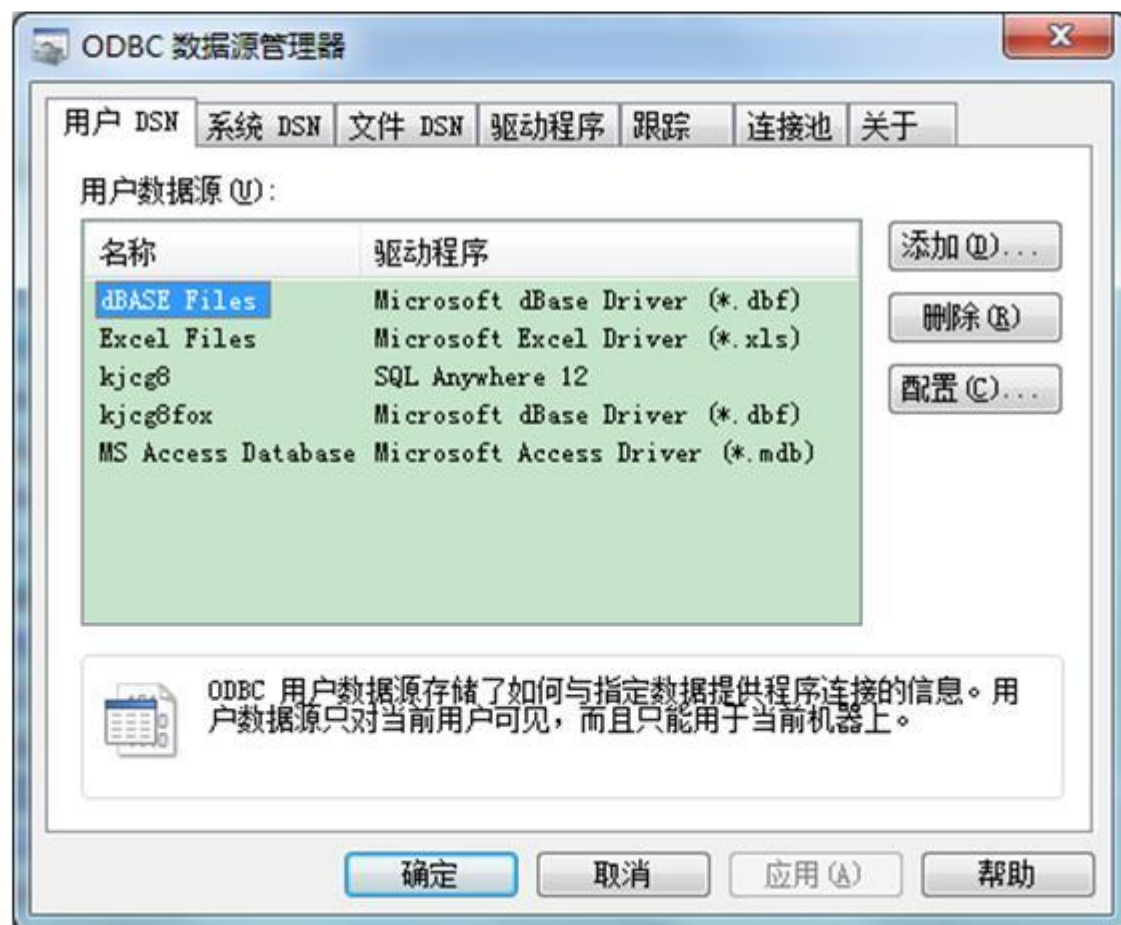 ODBC 数据源管理器
用户 DSN 系统 DSN 文件 DSN 驱动程序 跟踪 连接池 关于
用户数据源(U):
名称 驱动程序
dBASE Files Microsoft dBase Driver (*.dbf)
Excel Files Microsoft Excel Driver (*.xls)
kjcg8 SQL Anywhere 12
kjcg8fox Microsoft dBase Driver (*.dbf)
MS Access Database Microsoft Access Driver (*.mdb)
添加(D)...
删除(R)
配置(C)...
ODBC 用户数据源存储了如何与指定数据提供程序连接的信息。用
户数据源只对当前用户可见，而且只能用于当前机器上。
确定 取消 应用(A) 帮助